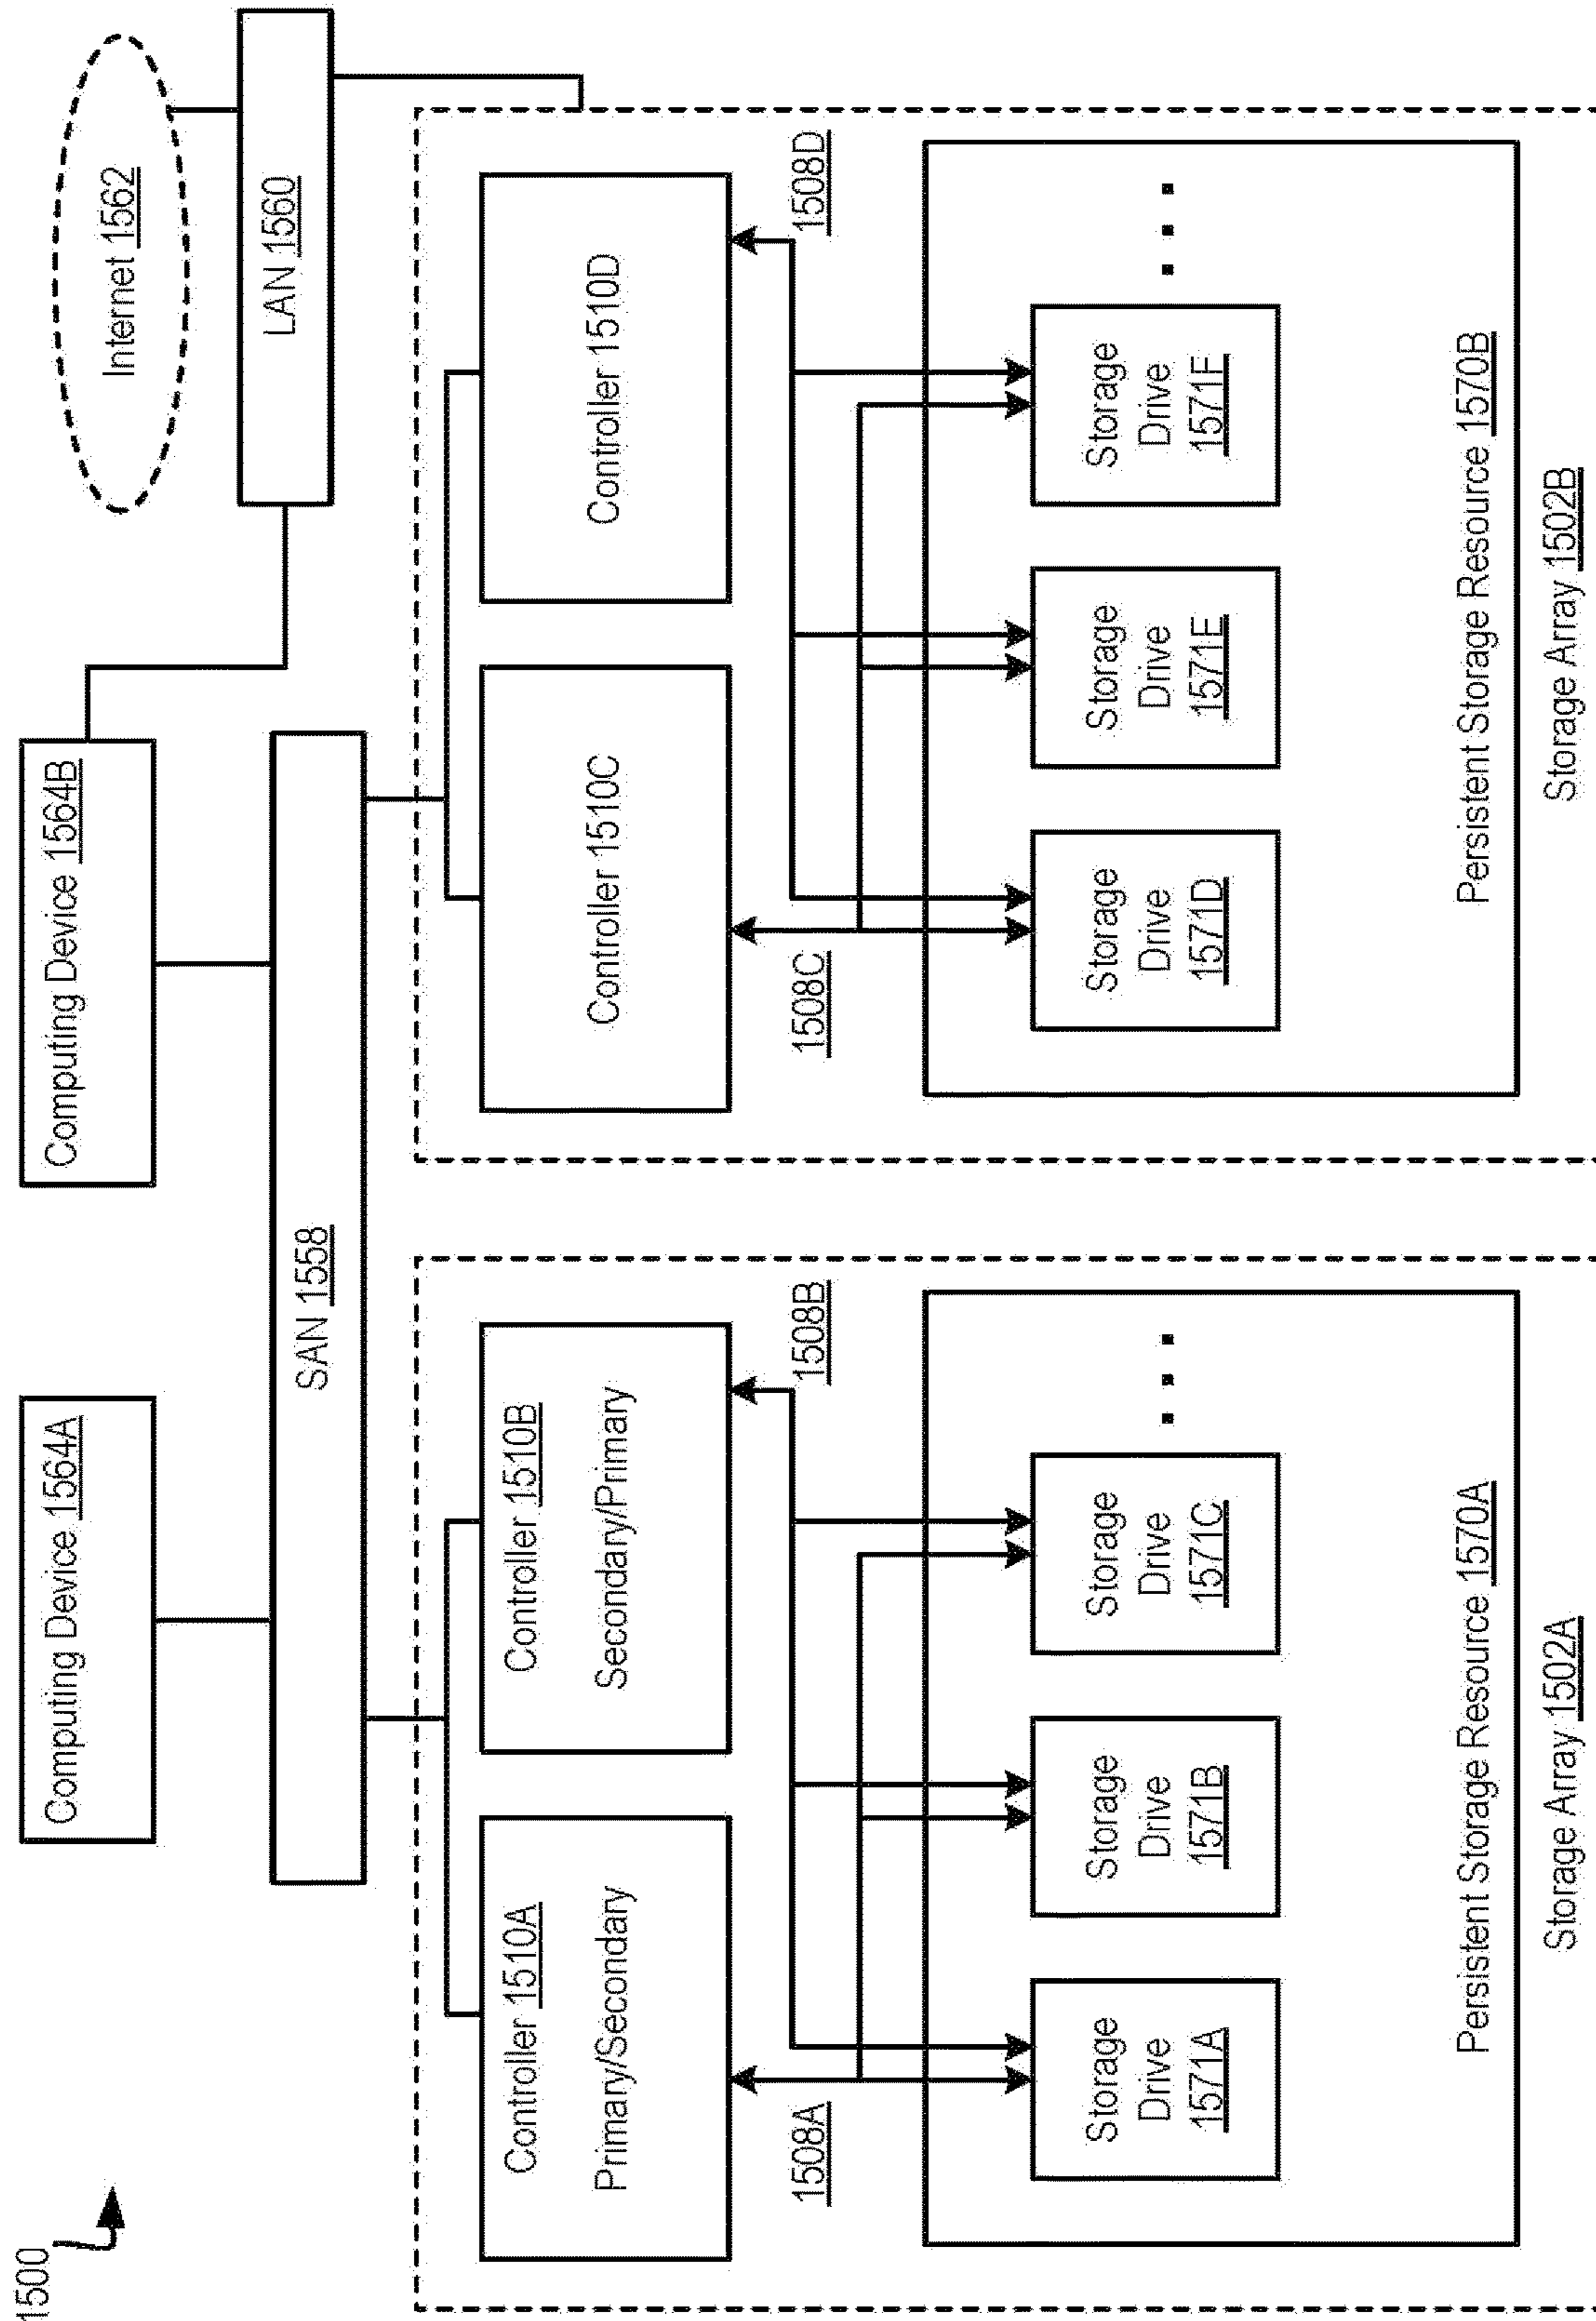 1500
Computing Device 1564A
Computing Device 1564B
Internet 1562
SAN 1558
LAN 1560
Controller 1510A
Primary/Secondary
Controller 1510B
Secondary/Primary
Controller 1510C
Controller 1510D
1508A
1508B
1508C
1508D
Storage
Drive
1571A
Storage
Drive
1571B
Storage
Drive
1571C
Storage
Drive
1571D
Storage
Drive
1571E
Storage
Drive
1571F
Persistent Storage Resource 1570A
Persistent Storage Resource 1570B
Storage Array 1502A
Storage Array 1502B